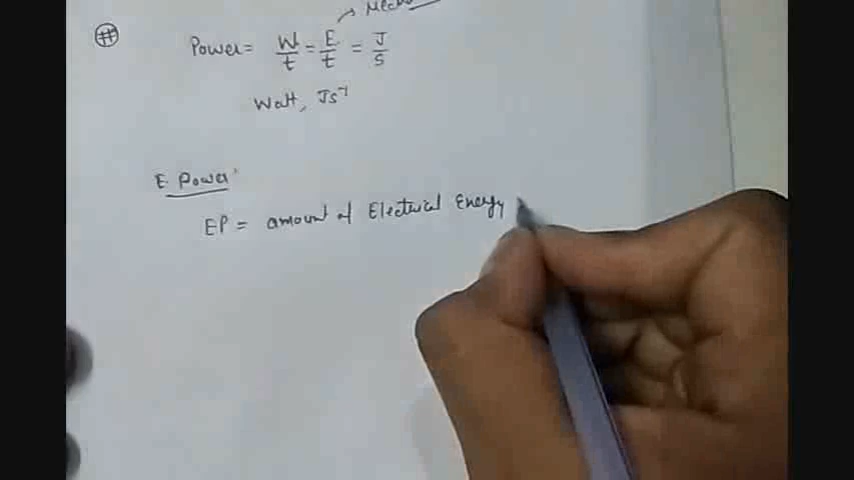 Power = W/t = E/t = J/s
Watt, Js⁻¹
E. Power
EP = amount of Electrical Energy